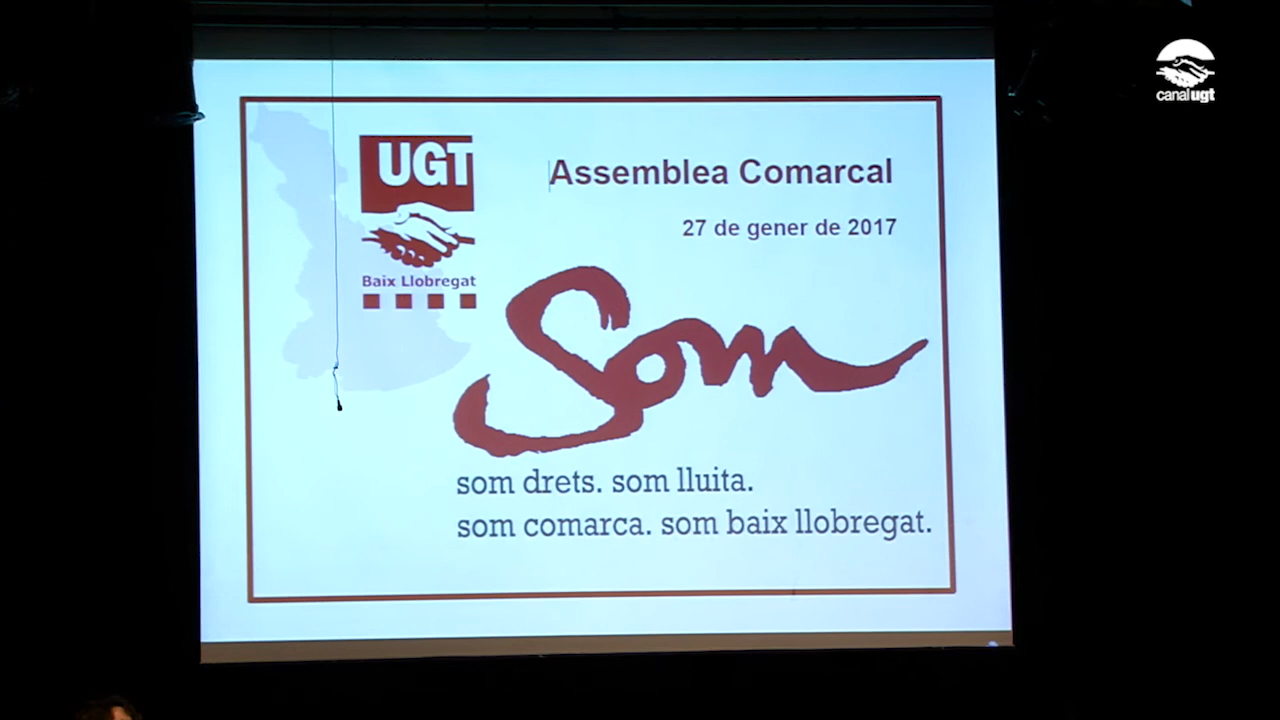 canalugt
UGT
Baix Llobregat
Assemblea Comarcal
27 de gener de 2017
Som
som drets. som lluita.
som comarca. som baix llobregat.